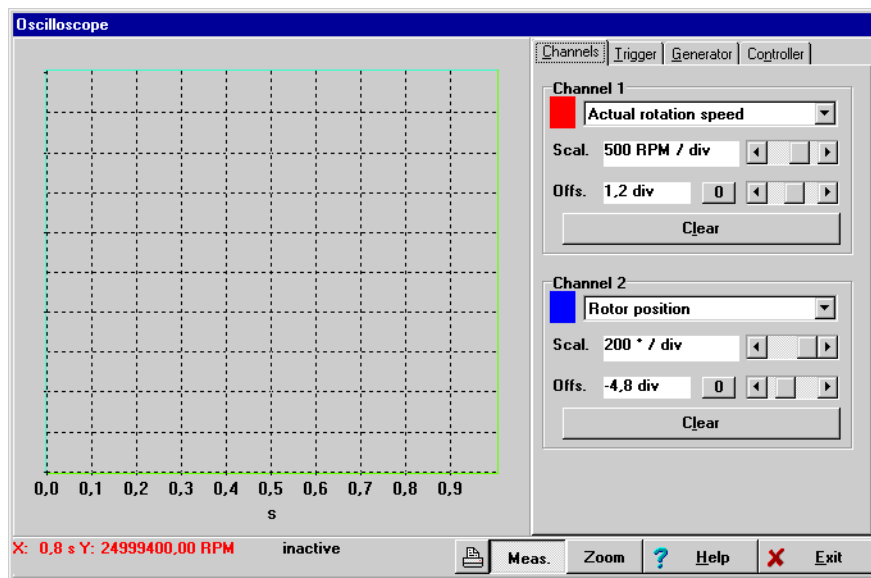 Oscilloscope
Channels Trigger Generator Controller
Channel 1
Actual rotation speed
Scal. 500 RPM / div
Offs. 1,2 div 0
Clear
Channel 2
Rotor position
Scal. 200 * / div
Offs. -4,8 div 0
Clear
0,0 0,1 0,2 0,3 0,4 0,5 0,6 0,7 0,8 0,9
s
X: 0,8 s Y: 24999400,00 RPM inactive
Meas. Zoom ? Help X Exit